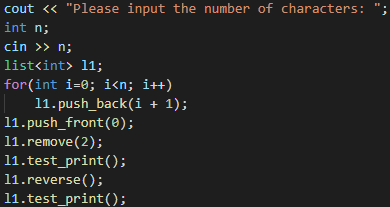 cout << "Please input the number of characters: ";
int n;
cin >> n;
list<int> l1;
for(int i=0; i<n; i++)
    l1.push_back(i + 1);
l1.push_front(0);
l1.remove(2);
l1.test_print();
l1.reverse();
l1.test_print();